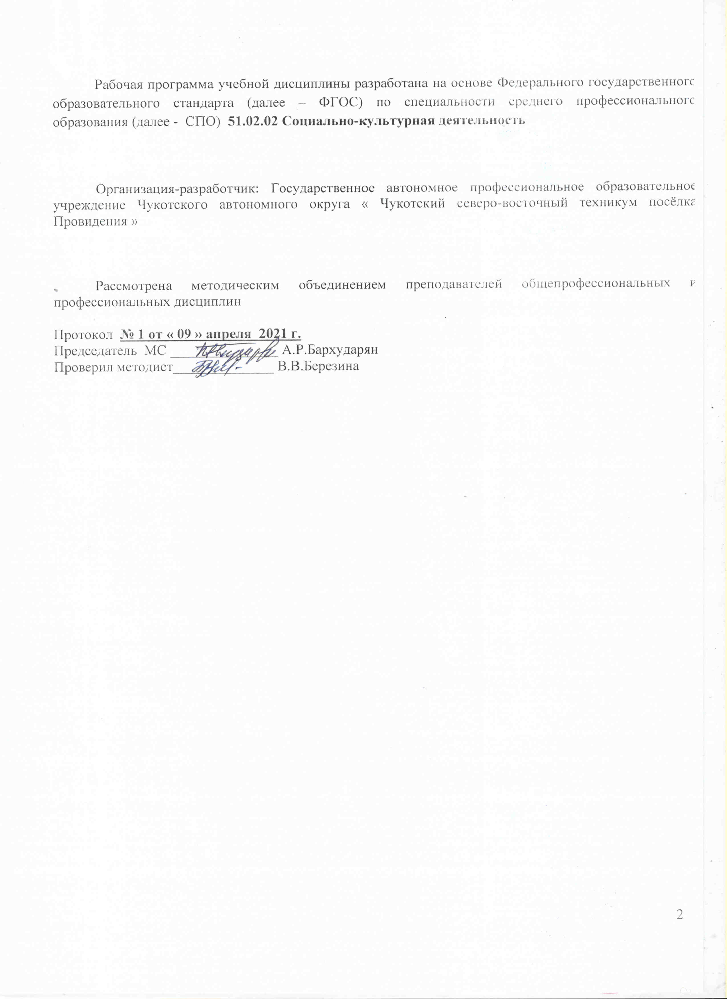 Рабочая программа учебной дисциплины разработана на основе Федерального государственного
образовательного стандарта (далее – ФГОС) по специальности среднего профессионального
образования (далее - СПО) 51.02.02 Социально-культурная деятельность
Организация-разработчик: Государственное автономное профессиональное образовательное
учреждение Чукотского автономного округа « Чукотский северо-восточный техникум посёлка
Провидения »
Рассмотрена методическим объединением преподавателей общепрофессиональных и
профессиональных дисциплин
Протокол № 1 от « 09 » апреля 2021 г.
Председатель МС ________________ А.Р.Бархударян
Проверил методист________________ В.В.Березина
2